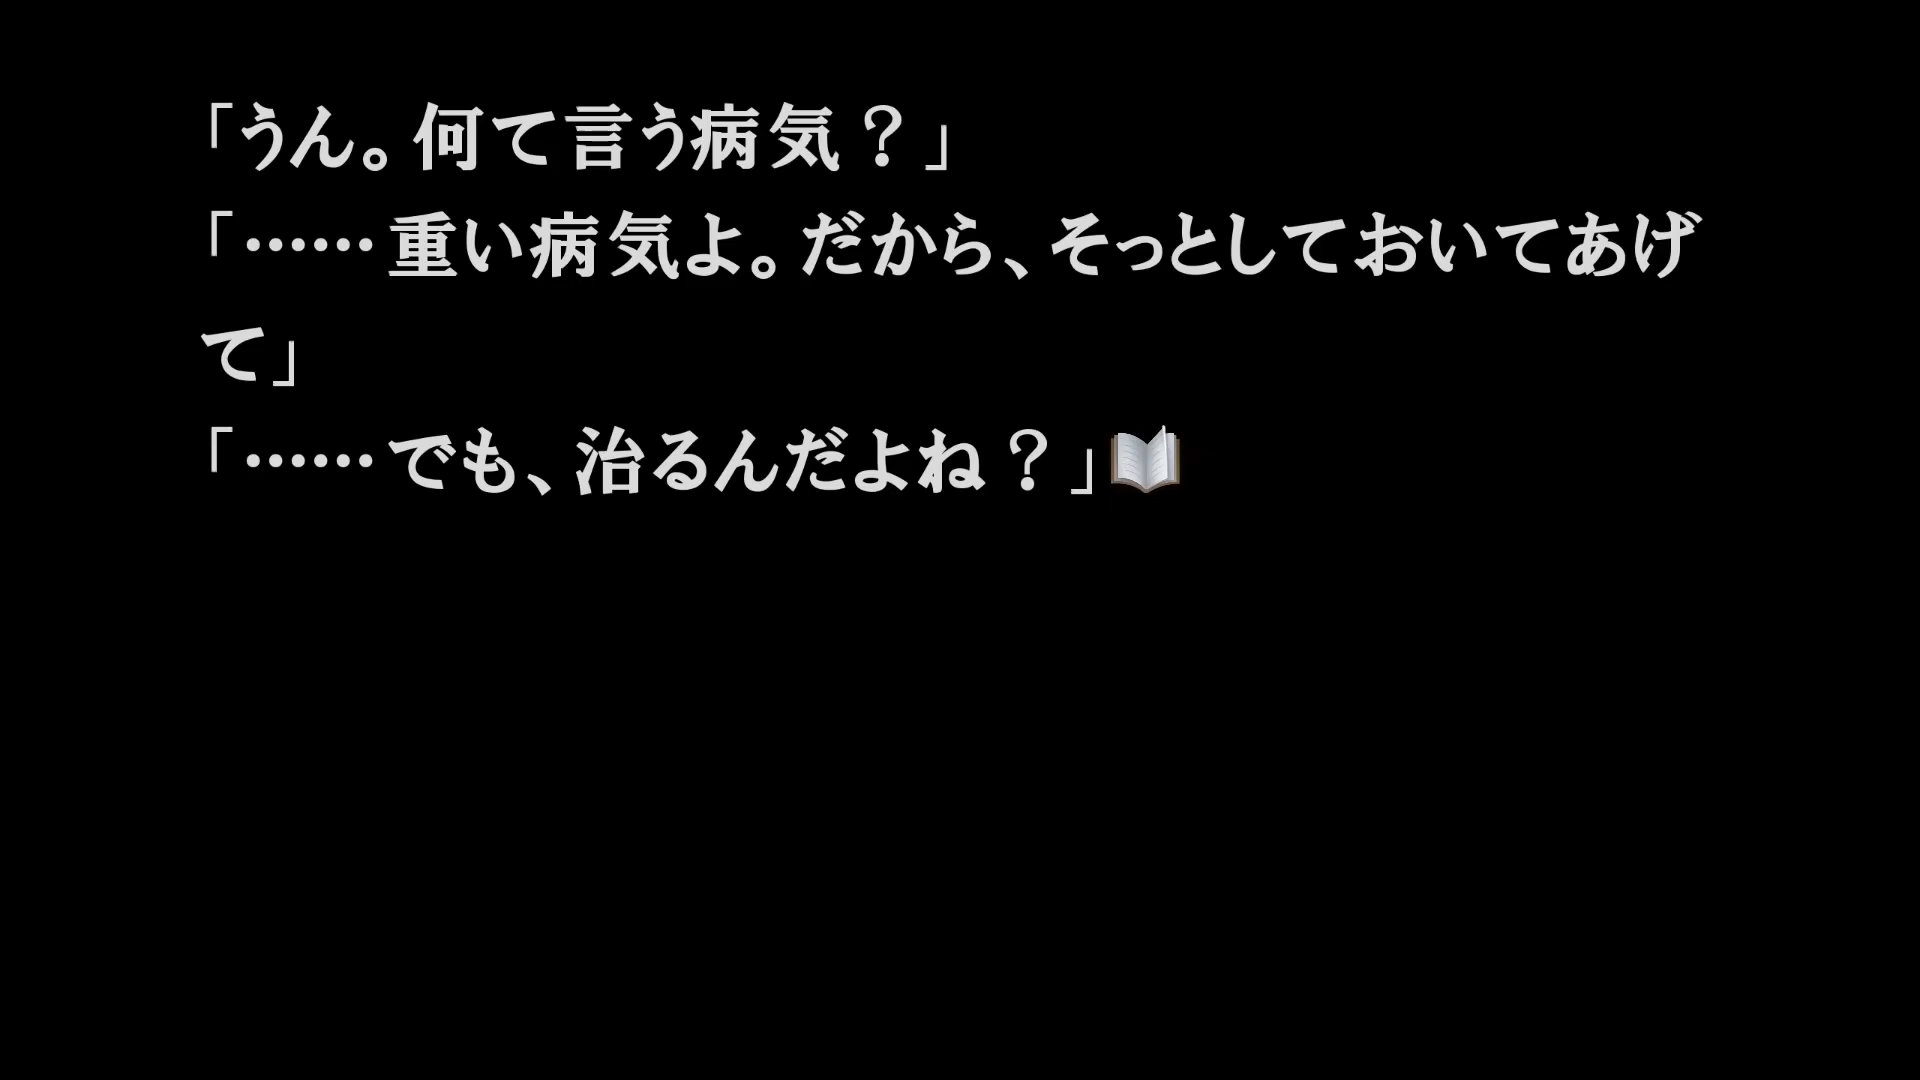 「うん。何て言う病気？」
「……重い病気よ。だから、そっとしておいてあげ
て」
「……でも、治るんだよね？」